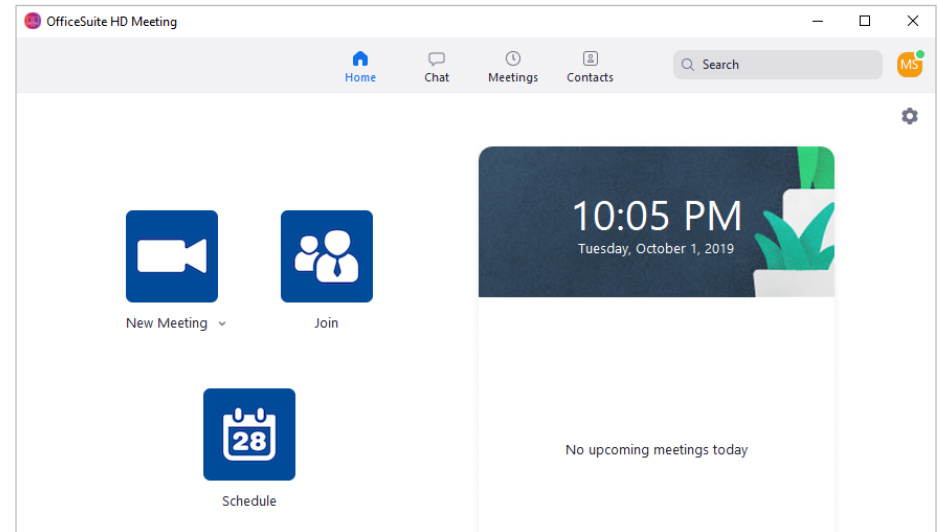 OfficeSuite HD Meeting
Home
Chat
Meetings
Contacts
Search
MS
10:05 PM
Tuesday, October 1, 2019
New Meeting
Join
28
Schedule
No upcoming meetings today